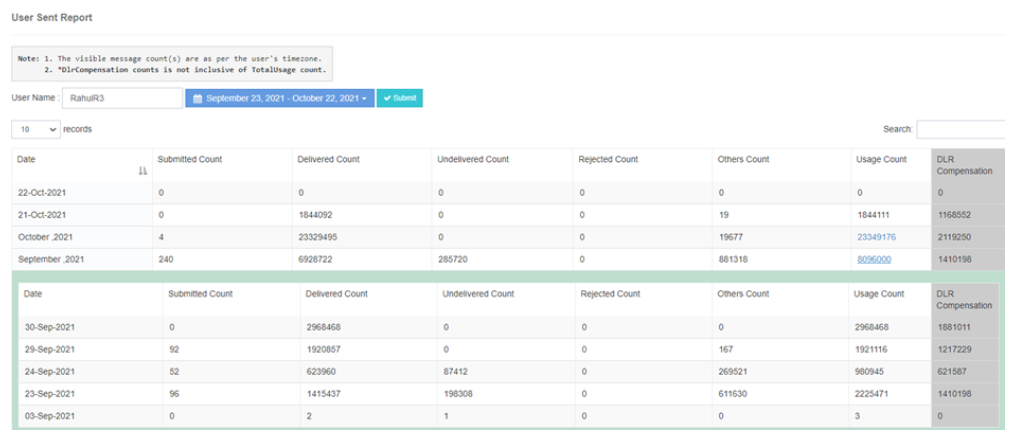 User Sent Report
Note: 1. The visible message count(s) are as per the user's timezone.
2. *DlrCompensation counts is not inclusive of TotalUsage count.
User Name : RahulR3 September 23, 2021 - October 22, 2021 Submit
10 records Search:
Date Submitted Count Delivered Count Undelivered Count Rejected Count Others Count Usage Count DLR Compensation
22-Oct-2021 0 0 0 0 0 0 0
21-Oct-2021 0 1844092 0 0 19 1844111 1168552
October ,2021 4 23329495 0 0 19677 23349176 2119250
September ,2021 240 6928722 285720 0 881318 8096000 1410198
Date Submitted Count Delivered Count Undelivered Count Rejected Count Others Count Usage Count DLR Compensation
30-Sep-2021 0 2968468 0 0 0 2968468 1881011
29-Sep-2021 92 1920857 0 0 167 1921116 1217229
24-Sep-2021 52 623960 87412 0 269521 980945 621587
23-Sep-2021 96 1415437 198308 0 611630 2225471 1410198
03-Sep-2021 0 2 1 0 0 3 0